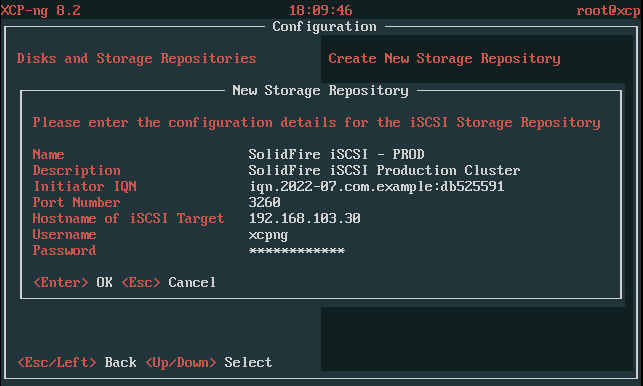 XCP-ng 8.2 18:09:46 root@xcp
Configuration
Disks and Storage Repositories Create New Storage Repository
New Storage Repository
Please enter the configuration details for the iSCSI Storage Repository
Name SolidFire iSCSI - PROD
Description SolidFire iSCSI Production Cluster
Initiator IQN iqn.2022-07.com.example:db525591
Port Number 3260
Hostname of iSCSI Target 192.168.103.30
Username xcpng
Password ************
<Enter> OK <Esc> Cancel
<Esc/Left> Back <Up/Down> Select